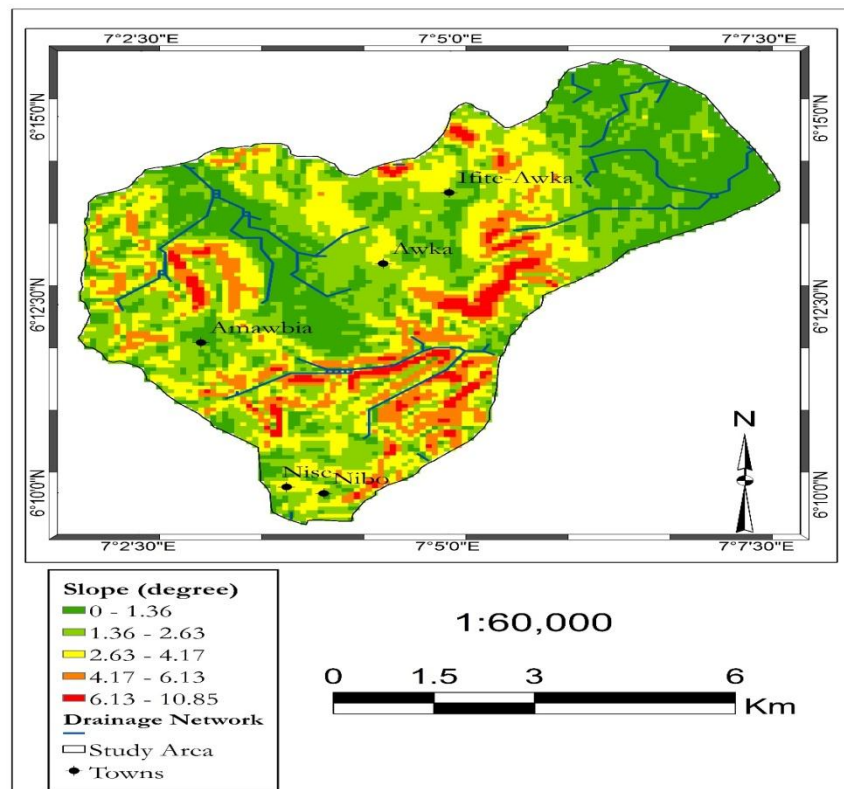 7°2'30"E 7°5'0"E 7°7'30"E
6°15'0"N 6°15'0"N
Ifite-Awka
Awka
6°12'30"N 6°12'30"N
Amawbia
N
Nise Nibo
6°10'0"N 6°10'0"N
7°2'30"E 7°5'0"E 7°7'30"E
Slope (degree)
0 - 1.36
1.36 - 2.63
2.63 - 4.17
4.17 - 6.13
6.13 - 10.85
Drainage Network
Study Area
Towns
1:60,000
0 1.5 3 6
Km